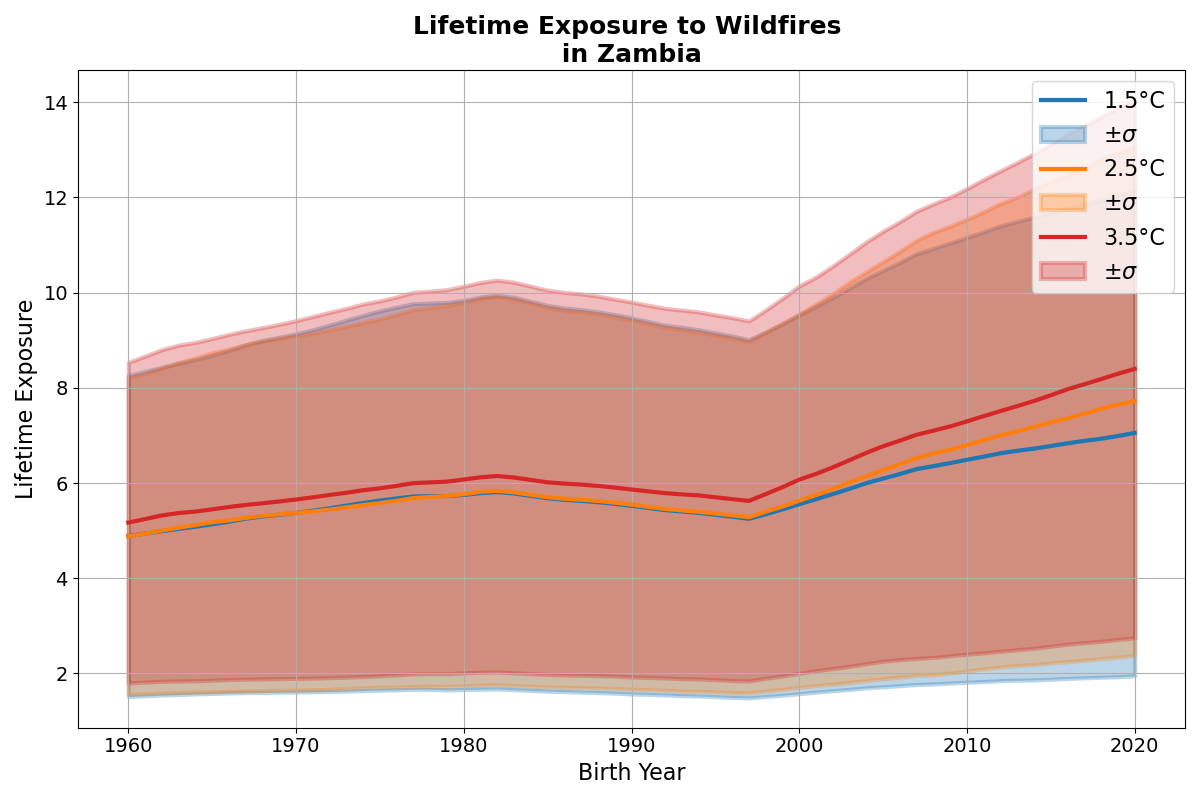 Lifetime Exposure to Wildfires
in Zambia
Lifetime Exposure
14
12
10
8
6
4
2
1960
1970
1980
1990
2000
2010
2020
Birth Year
1.5°C
±σ
2.5°C
±σ
3.5°C
±σ